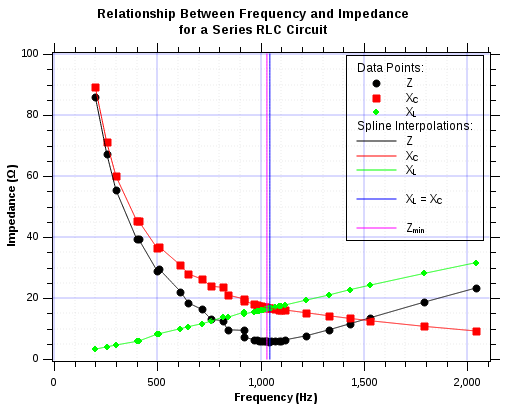 Relationship Between Frequency and Impedance
for a Series RLC Circuit
100
80
60
40
20
0
Impedance (Ω)
Data Points:
Z
XC
XL
Spline Interpolations:
Z
XC
XL
XL = XC
Zmin
0
500
1,000
1,500
2,000
Frequency (Hz)